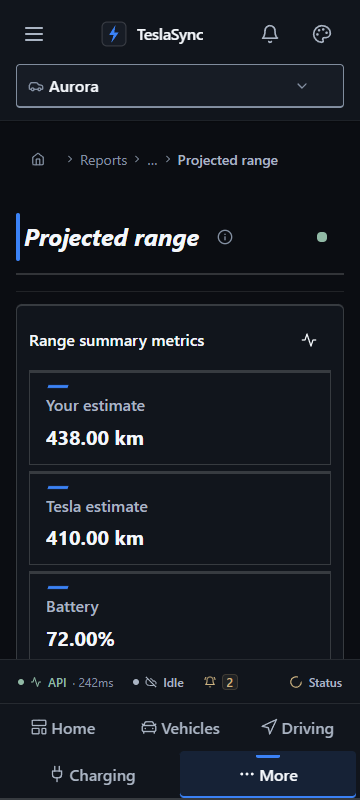 TeslaSync
Aurora
Reports ... Projected range
Projected range
Range summary metrics
Your estimate
438.00 km
Tesla estimate
410.00 km
Battery
72.00%
API · 242ms Idle 2 Status
Home Vehicles Driving
Charging More